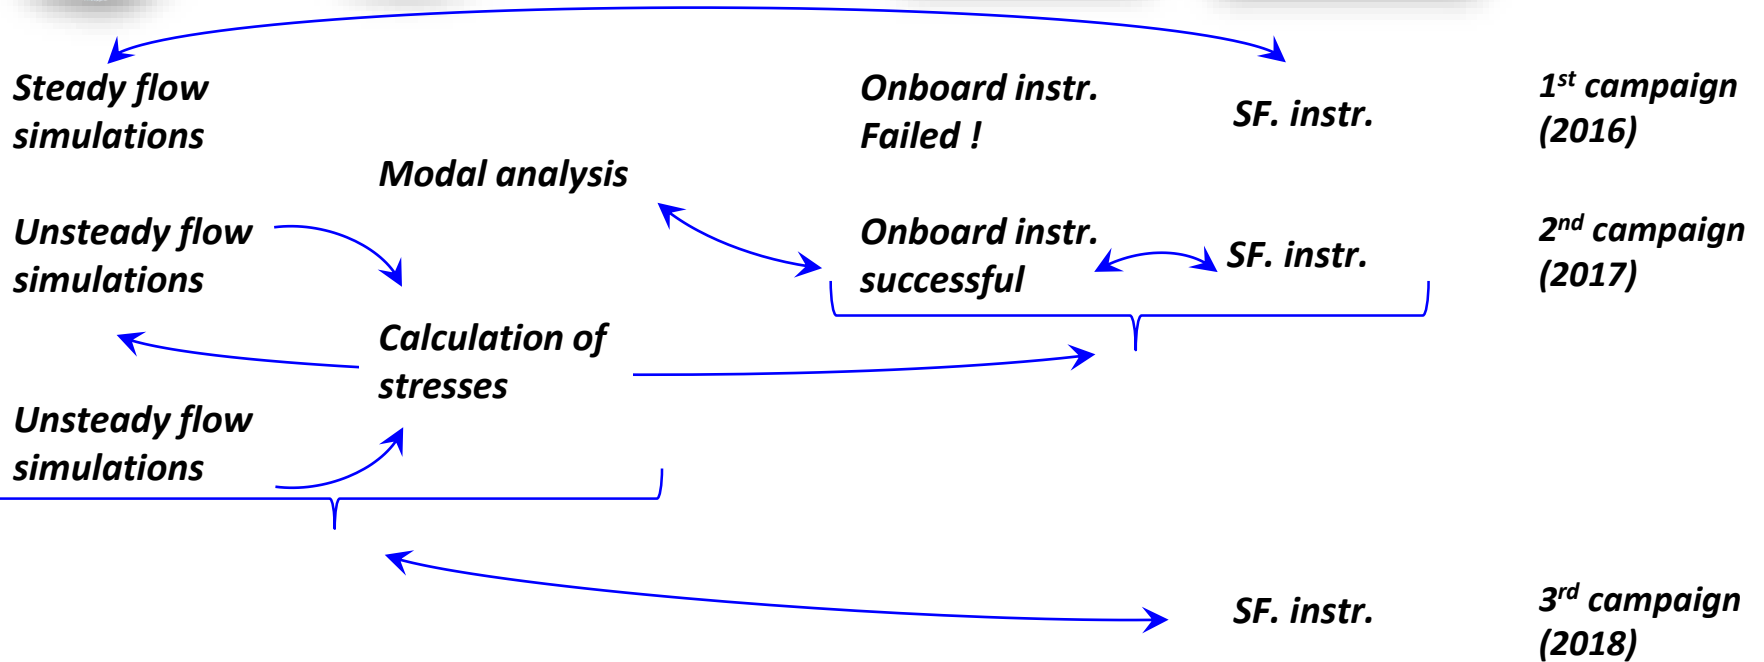 Steady flow
simulations
Onboard instr.
Failed !
SF. instr.
1st campaign
(2016)
Modal analysis
Unsteady flow
simulations
Onboard instr.
successful
SF. instr.
2nd campaign
(2017)
Calculation of
stresses
Unsteady flow
simulations
SF. instr.
3rd campaign
(2018)